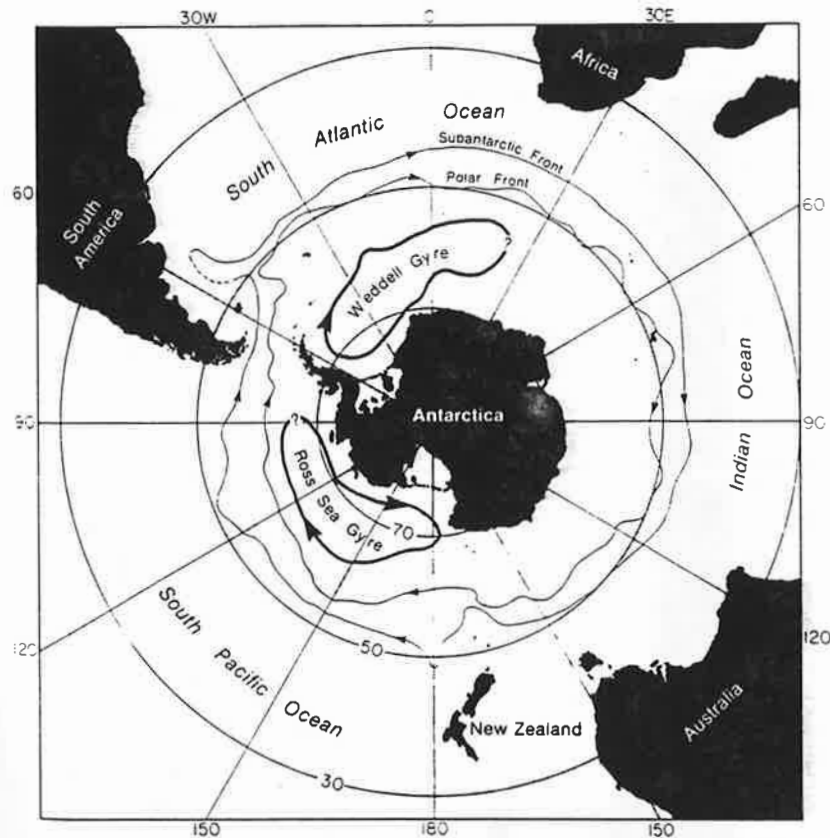 30W
0
30E
Africa
South Atlantic Ocean
Subantarctic Front
Polar Front
60
South
America
60
Weddell Gyre
?
90
?
Antarctica
90
Indian Ocean
Ross Sea Gyre
70
South Pacific Ocean
50
120
120
New Zealand
Australia
30
150
180
150